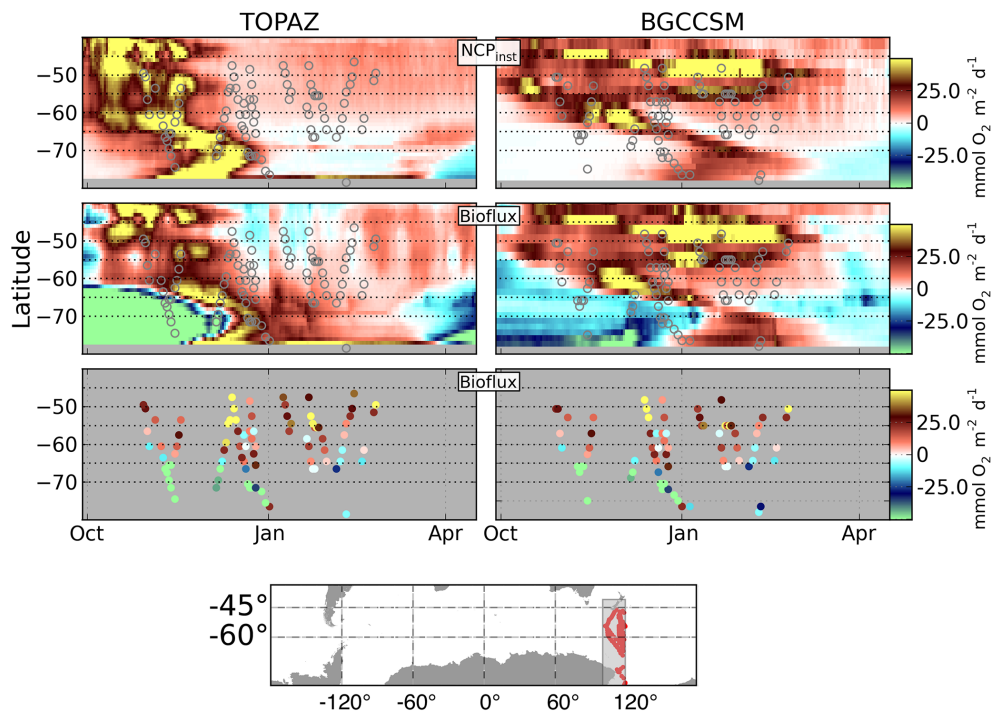 TOPAZ BGCCSM
NCPinst
−50
−60
−70
25.0
0
−25.0
mmol O2 m-2 d-1
Bioflux
−50
−60
−70
Latitude
25.0
0
−25.0
mmol O2 m-2 d-1
Bioflux
−50
−60
−70
25.0
0
−25.0
mmol O2 m-2 d-1
Oct Jan Apr Oct Jan Apr
-45°
-60°
-120° -60° 0° 60° 120°